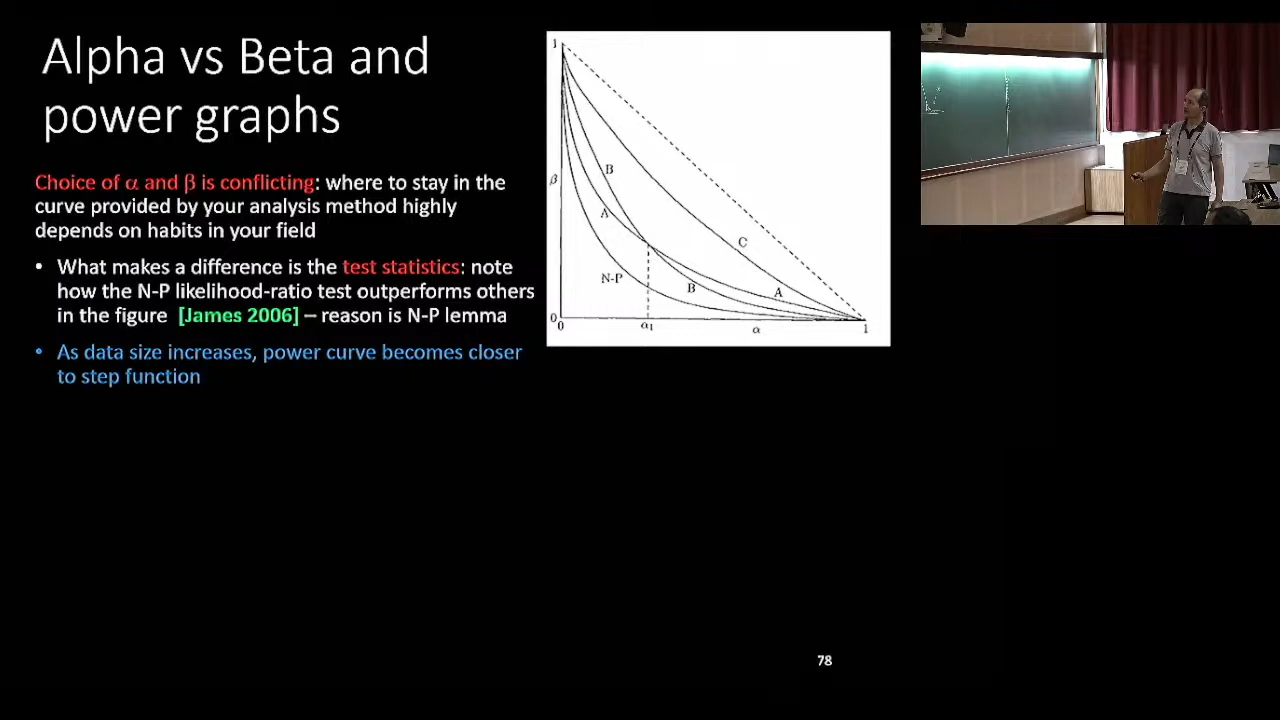 Alpha vs Beta and
power graphs
Choice of α and β is conflicting: where to stay in the
curve provided by your analysis method highly
depends on habits in your field
• What makes a difference is the test statistics: note
how the N-P likelihood-ratio test outperforms others
in the figure [James 2006] – reason is N-P lemma
• As data size increases, power curve becomes closer
to step function
1
β
B
A
C
N-P
B
A
0
0
α1
α
1
78